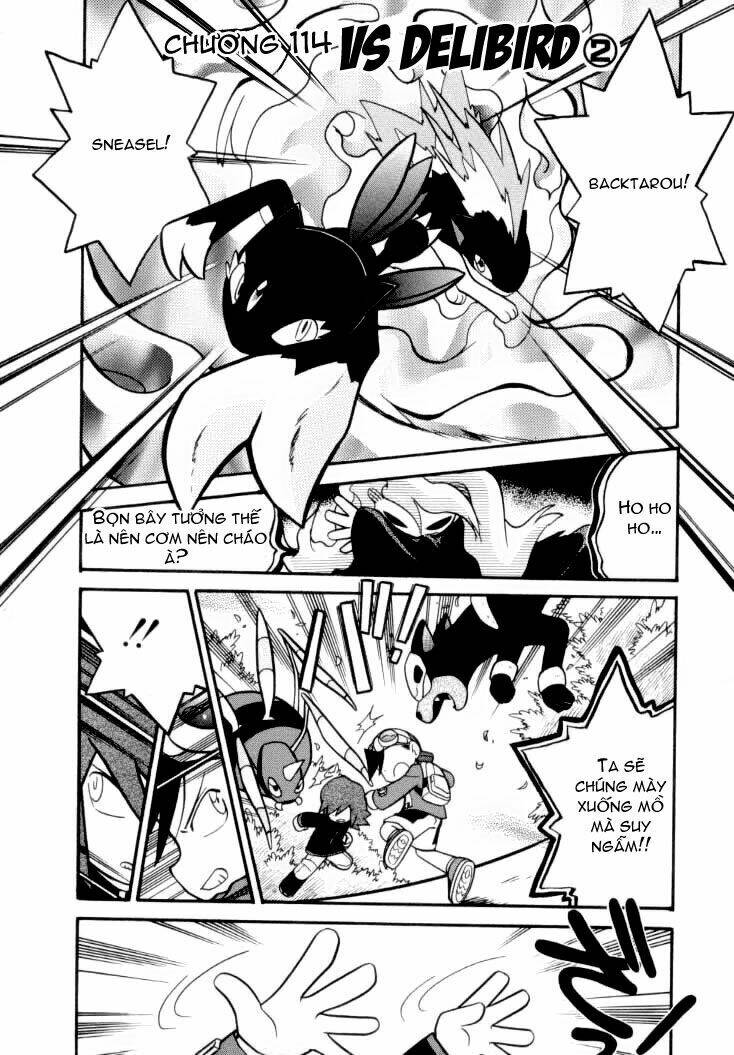 CHƯƠNG 114 VS DELIBIRD ②
SNEASEL!
BACKTAROU!
BỌN BÂY TƯỞNG THẾ
LÀ NÊN CƠM NÊN CHÁO
À?
HO HO
HO...
!!
!!!
TA SẼ
CHÚNG MÀY
XUỐNG MỒ
MÀ SUY
NGẪM!!